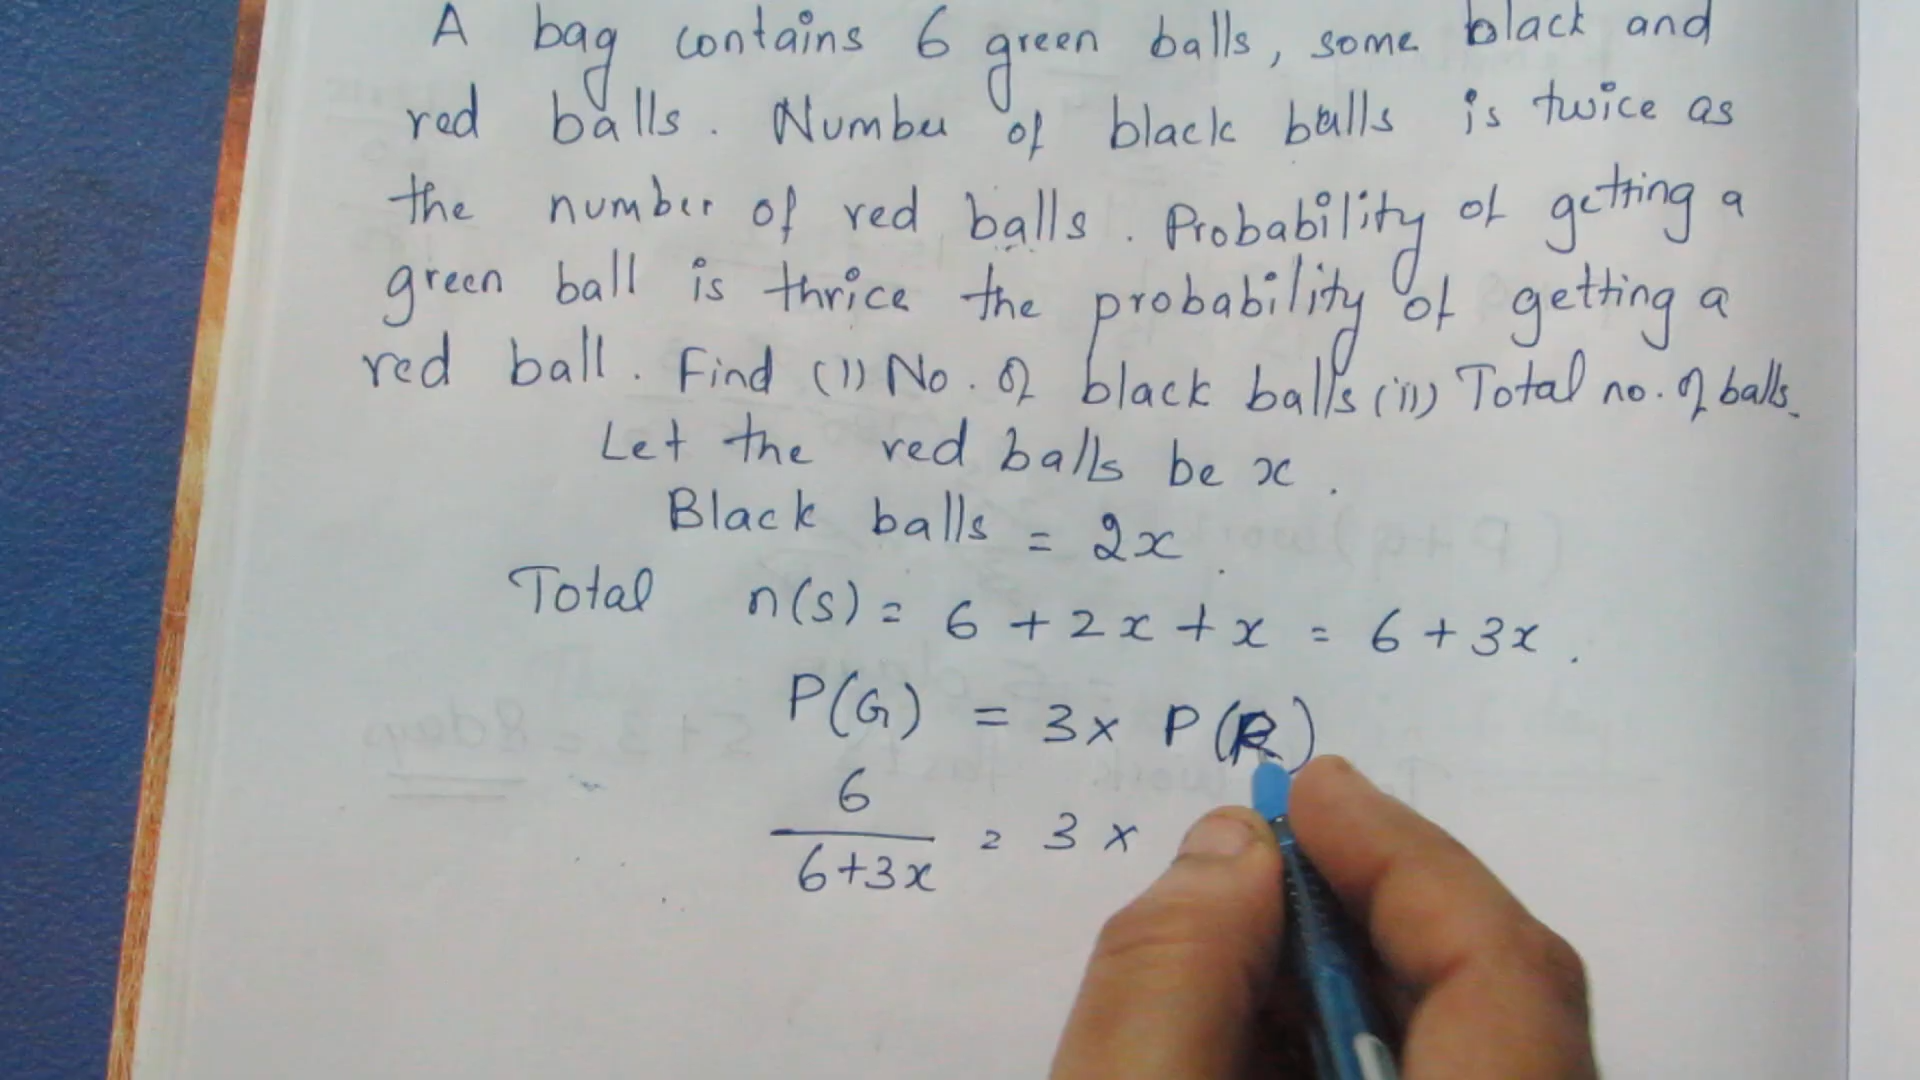 A bag contains 6 green balls, some black and
red balls. Number of black balls is twice as
the number of red balls. Probability of getting a
green ball is thrice the probability of getting a
red ball. Find (i) No. of black balls (ii) Total no. of balls.
Let the red balls be x.
Black balls = 2x.
Total n(s) = 6 + 2x + x = 6 + 3x.
P(G) = 3 x P(R)
6
6+3x = 3 x